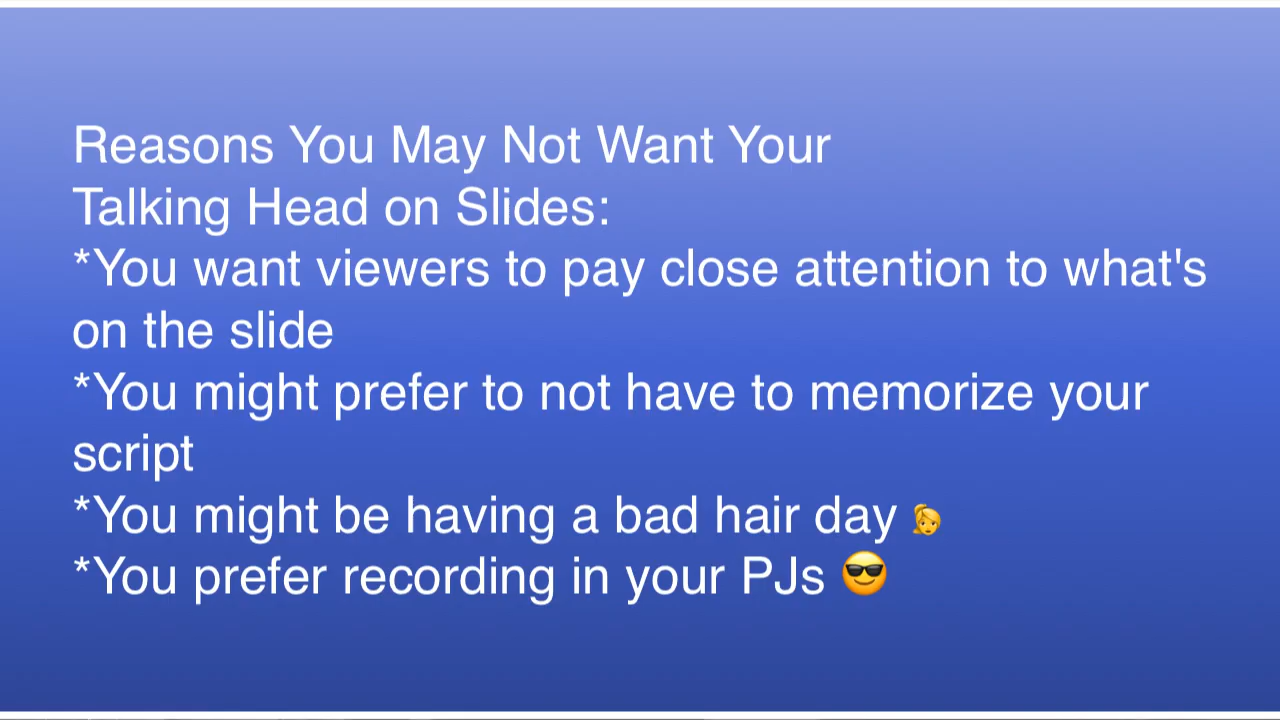 Reasons You May Not Want Your
Talking Head on Slides:
*You want viewers to pay close attention to what's
on the slide
*You might prefer to not have to memorize your
script
*You might be having a bad hair day 💁
*You prefer recording in your PJs 😎